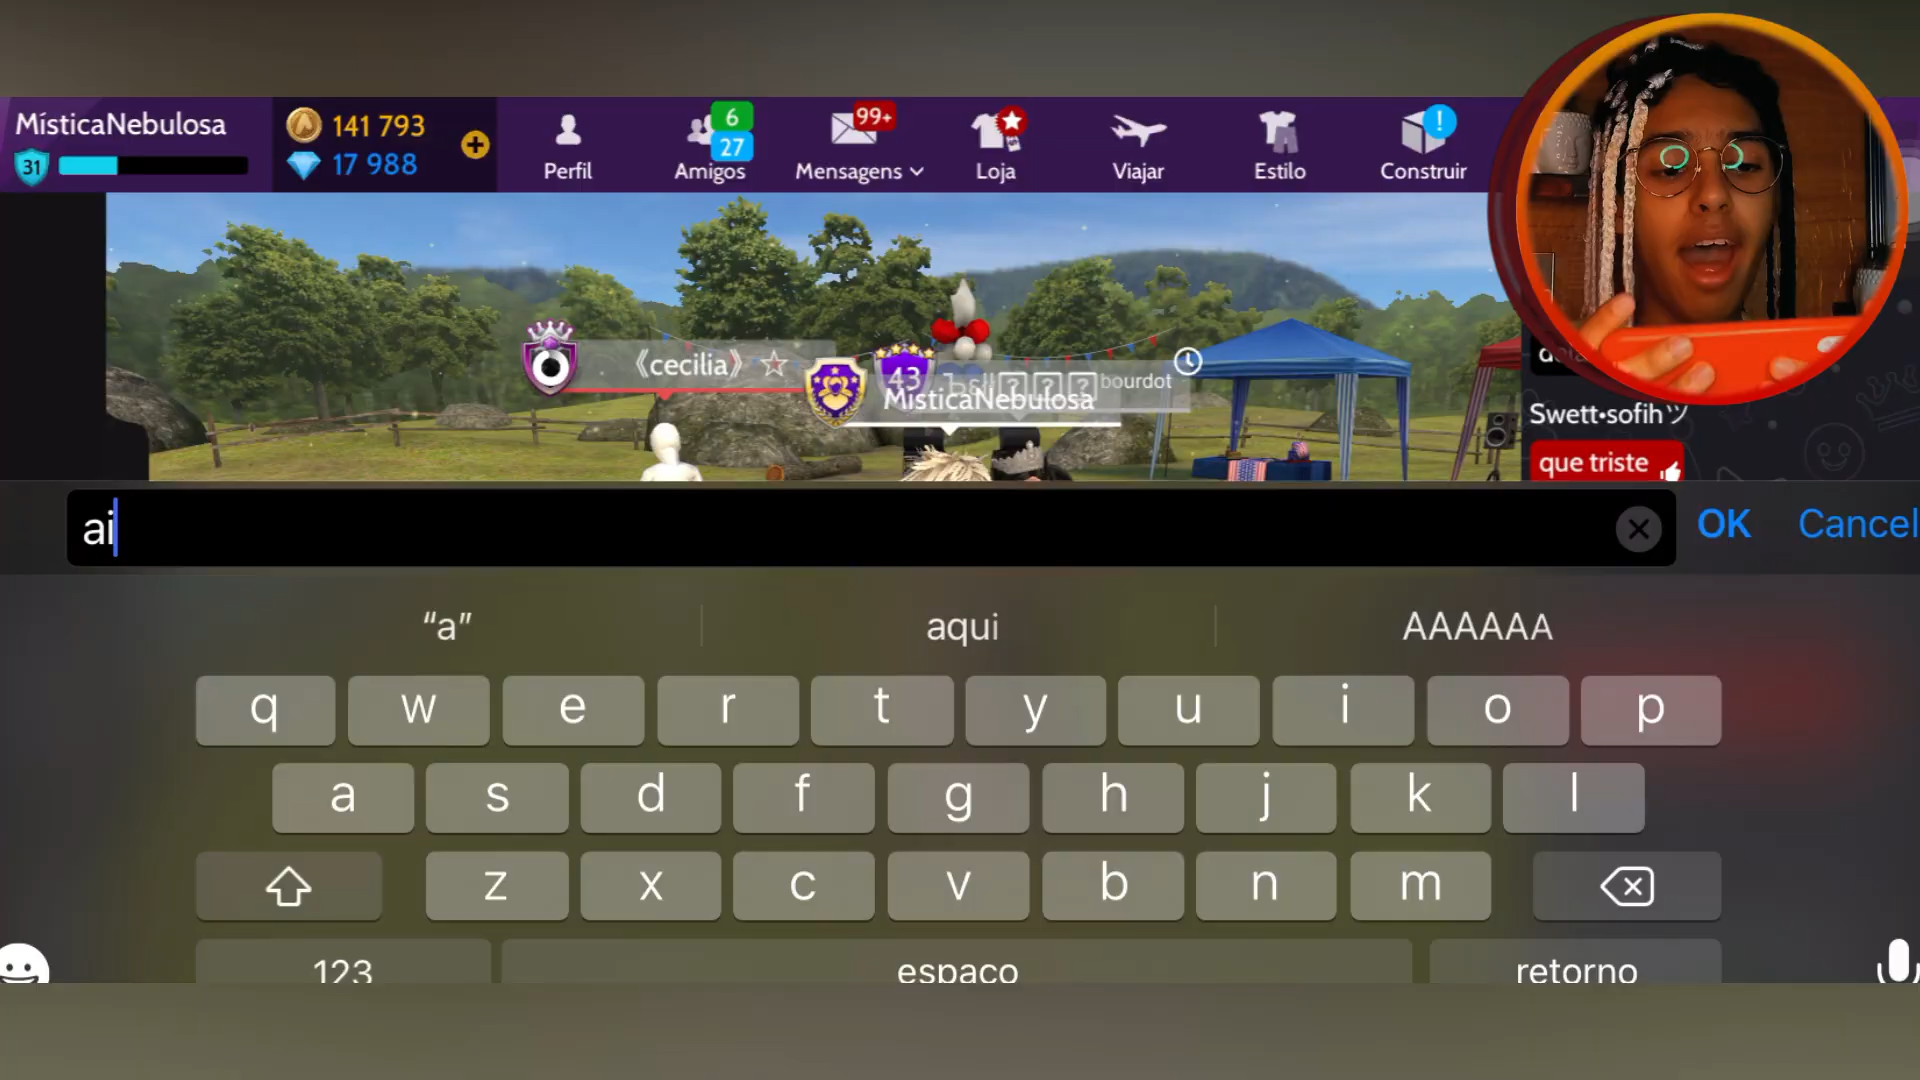 MísticaNebulosa
31
141 793
17 988
Perfil
6
27
Amigos
99+
Mensagens
Loja
Viajar
Estilo
!
Construir
《cecilia》 ☆
43
bourdot
MísticaNebulosa
Swett•sofihツ
que triste
ai
OK
Cancel
“a”
aqui
AAAAAA
q w e r t y u i o p
a s d f g h j k l
z x c v b n m
123
espaço
retorno